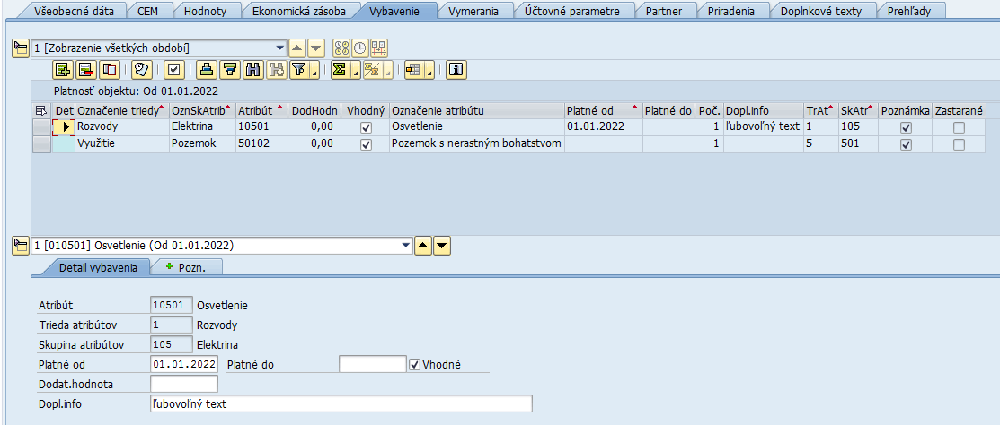 Všeobecné dáta CEM Hodnoty Ekonomická zásoba Vybavenie Vymerania Účtovné parametre Partner Priradenia Doplnkové texty Prehľady
1 [Zobrazenie všetkých období]
Platnosť objektu: Od 01.01.2022
Det Označenie triedy OznSkAtrib Atribút DodHodn Vhodný Označenie atribútu Platné od Platné do Poč. Dopl.info TrAt SkAtr Poznámka Zastarané
Rozvody Elektrina 10501 0,00 Osvetlenie 01.01.2022 1 ľubovoľný text 1 105
Využitie Pozemok 50102 0,00 Pozemok s nerastným bohatstvom 1 5 501
1 [010501] Osvetlenie (Od 01.01.2022)
Detail vybavenia Pozn.
Atribút 10501 Osvetlenie
Trieda atribútov 1 Rozvody
Skupina atribútov 105 Elektrina
Platné od 01.01.2022 Platné do Vhodné
Dodat.hodnota
Dopl.info ľubovoľný text